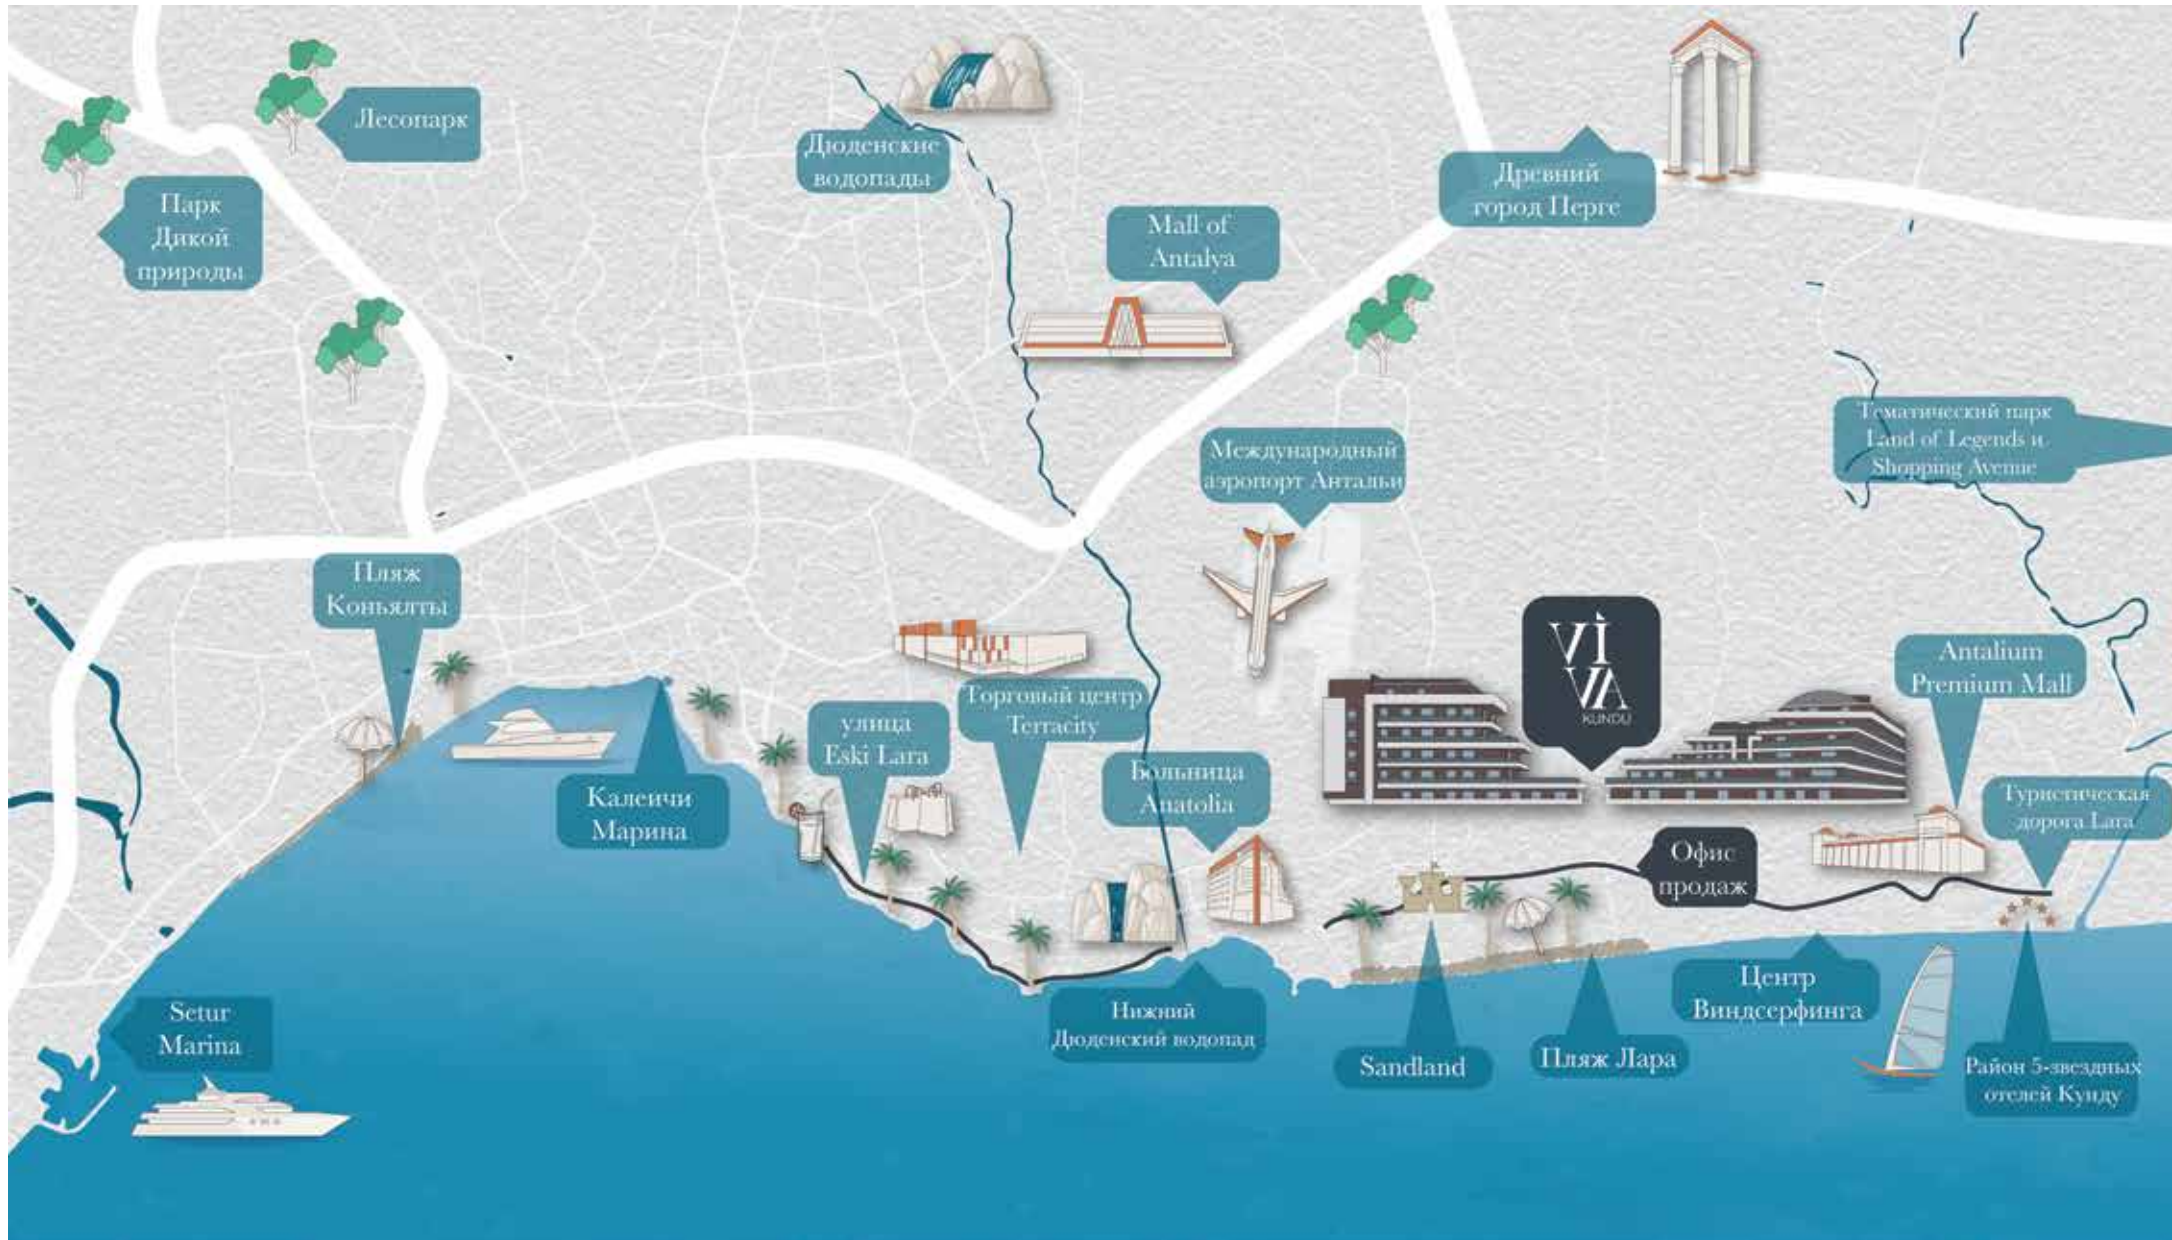 Лесопарк
Парк
Дикой
природы
Дюденские
водопады
Mall of
Antalya
Древний
город Перге
Тематический парк
Land of Legends и
Shopping Avenue
Международный
аэропорт Антальи
Пляж
Коньялты
VİVA
KUNDU
Antalium
Premium Mall
Торговый центр
Terracity
улица
Eski Lara
Больница
Anatolia
Калеичи
Марина
Туристическая
дорога Lara
Офис
продаж
Setur
Marina
Нижний
Дюденский водопад
Sandland
Пляж Лара
Центр
Виндсерфинга
Район 5-звездных
отелей Кунду